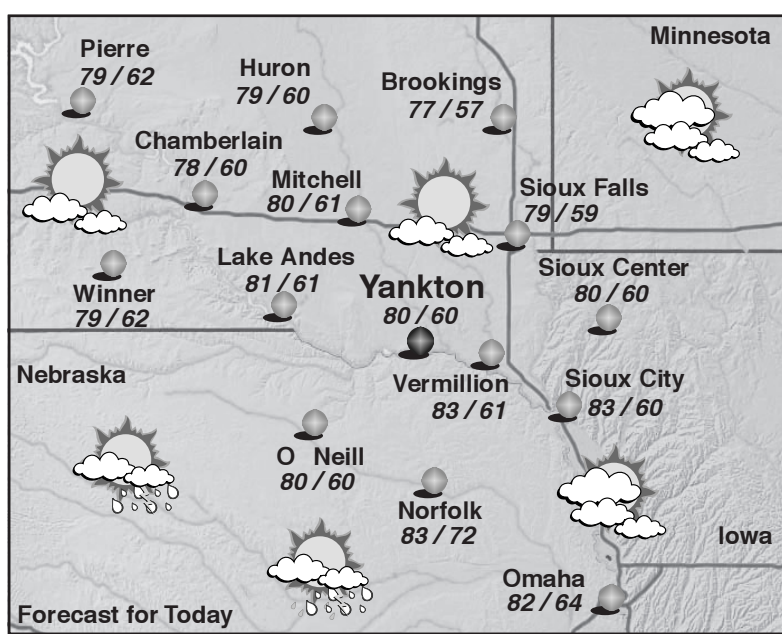 Minnesota
Pierre
79 / 62
Huron
79 / 60
Brookings
77 / 57
Chamberlain
78 / 60
Mitchell
80 / 61
Sioux Falls
79 / 59
Winner
79 / 62
Lake Andes
81 / 61
Yankton
80 / 60
Sioux Center
80 / 60
Nebraska
Vermillion
83 / 61
Sioux City
83 / 60
O Neill
80 / 60
Norfolk
83 / 72
Iowa
Omaha
82 / 64
Forecast for Today